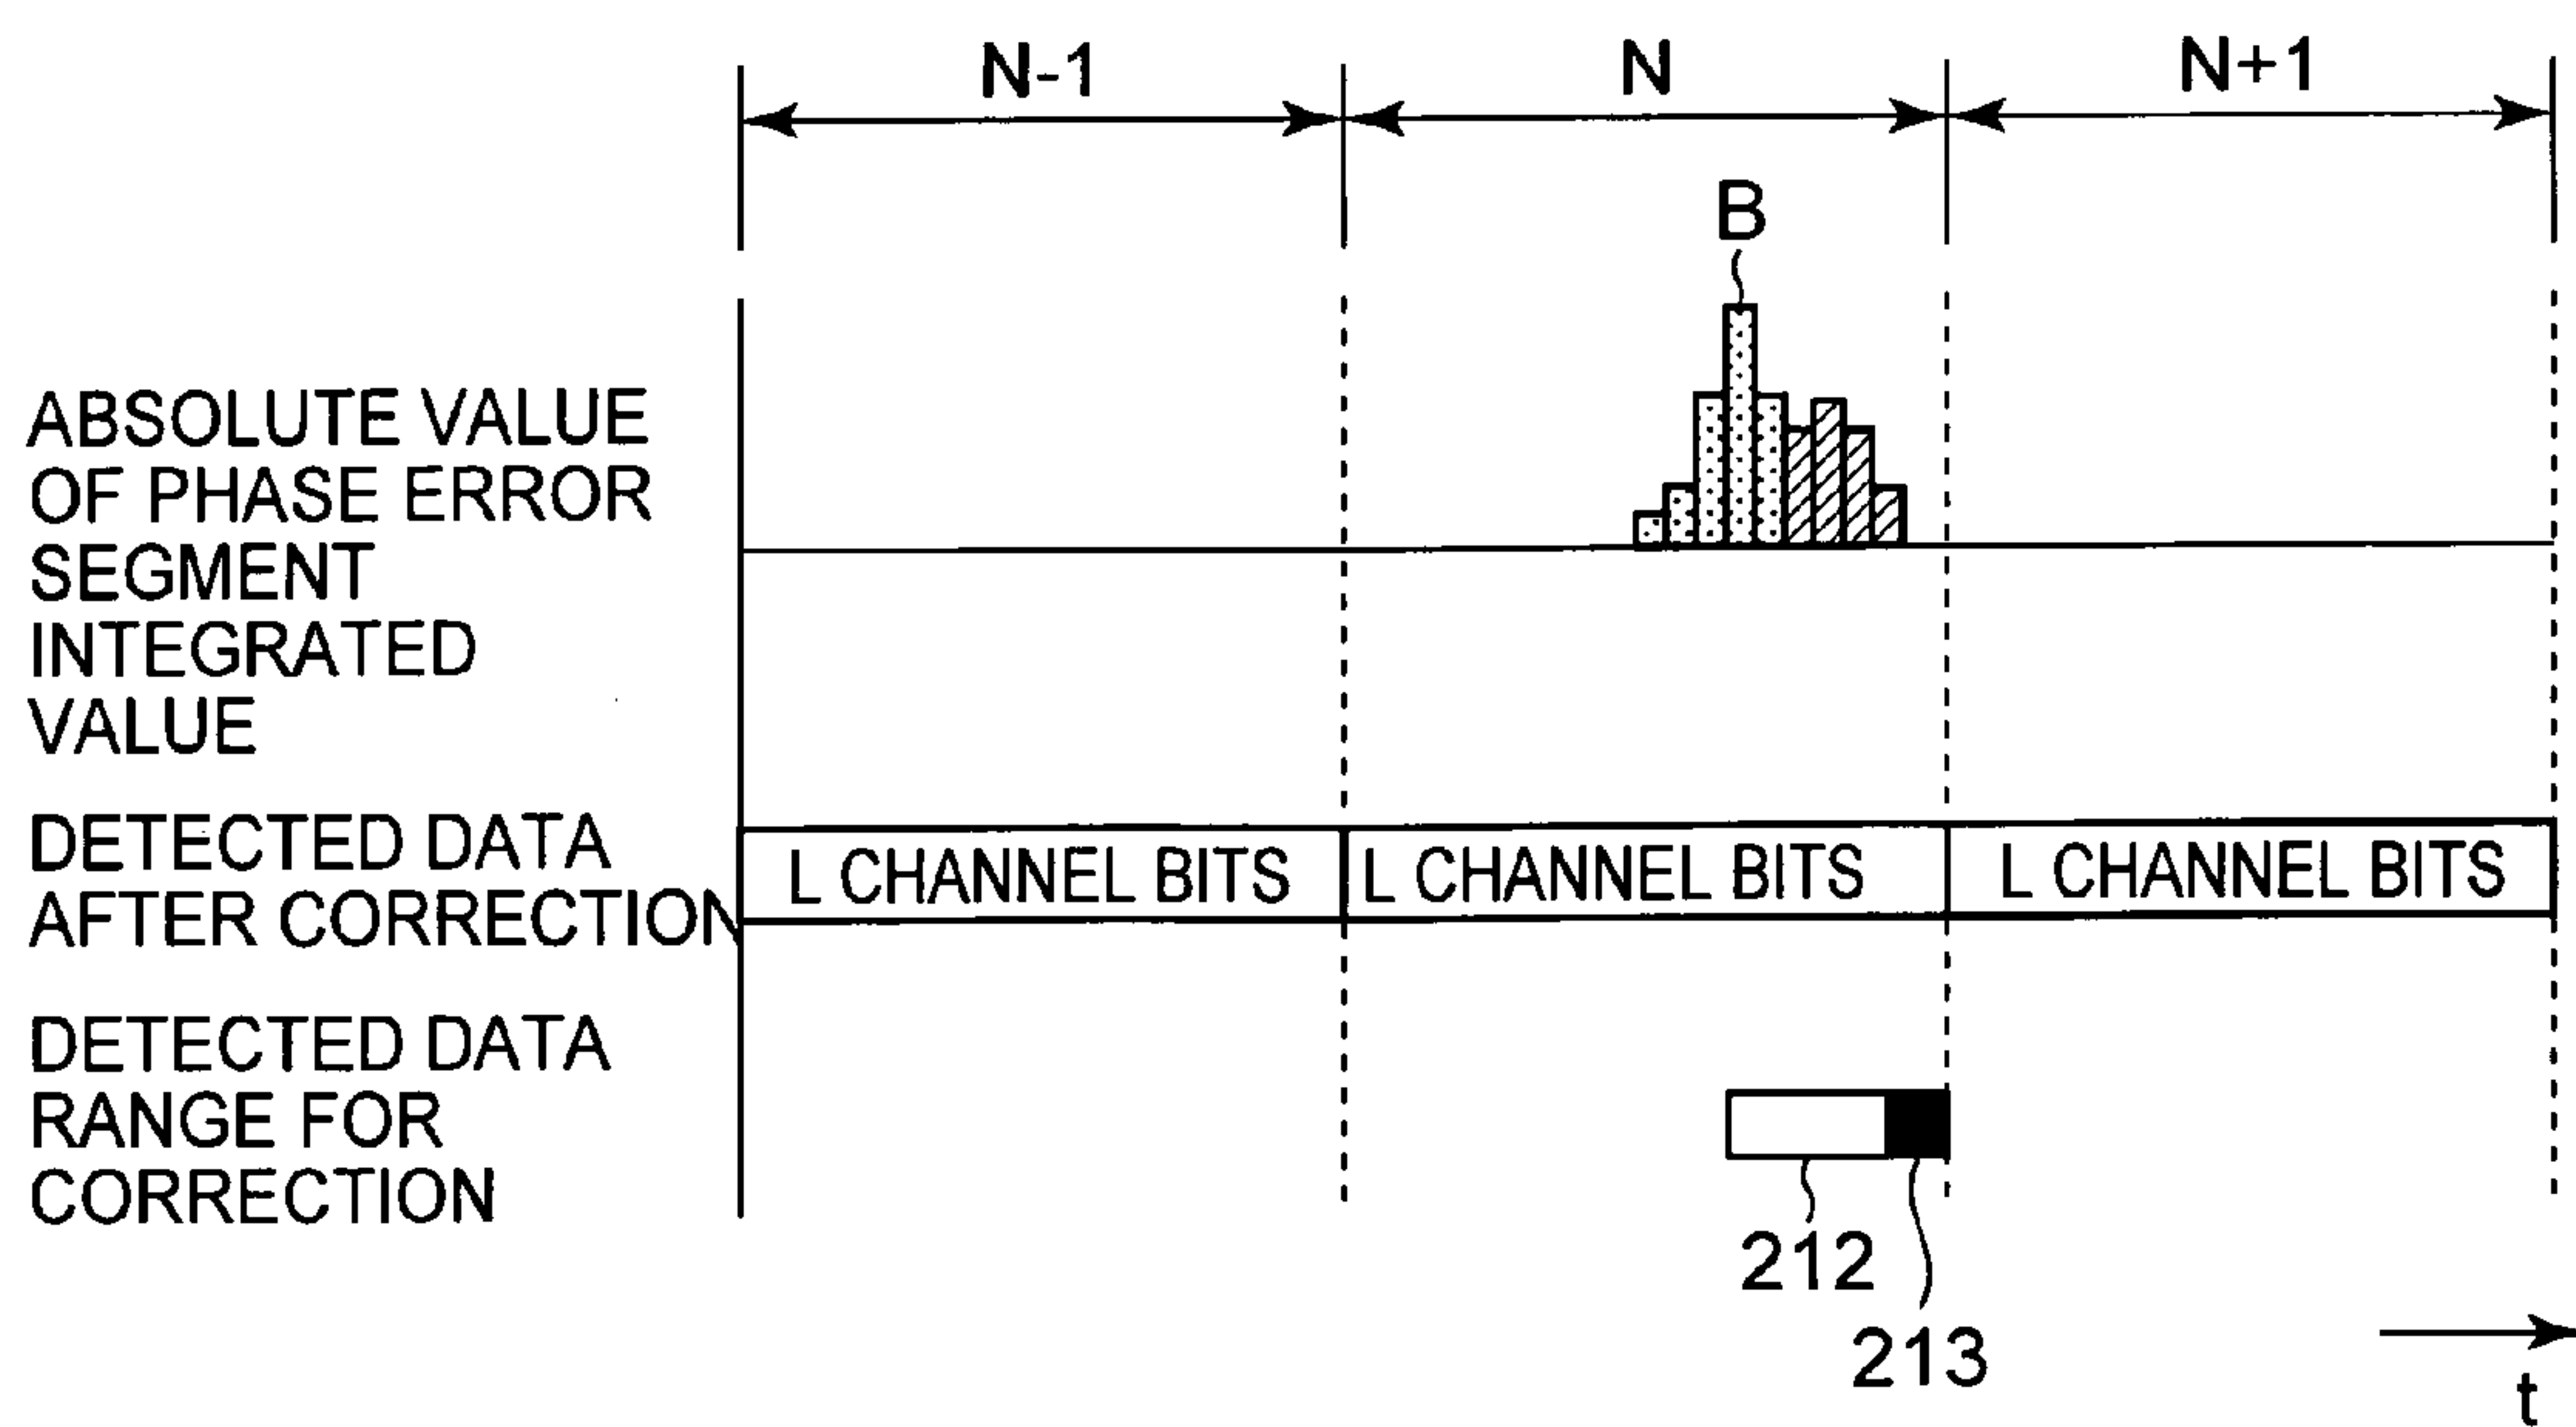 N-1 N N+1
B
ABSOLUTE VALUE
OF PHASE ERROR
SEGMENT
INTEGRATED
VALUE
DETECTED DATA
AFTER CORRECTION
L CHANNEL BITS L CHANNEL BITS L CHANNEL BITS
DETECTED DATA
RANGE FOR
CORRECTION
212
213
t